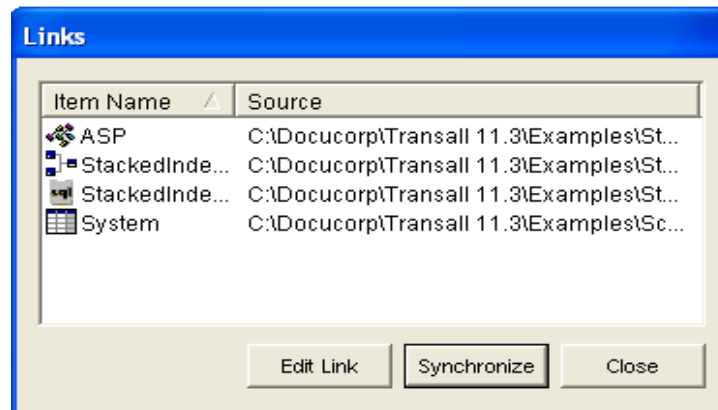 Links
Item Name Source
ASP C:\Docucorp\Transall 11.3\Examples\St...
StackedInde... C:\Docucorp\Transall 11.3\Examples\St...
sql StackedInde... C:\Docucorp\Transall 11.3\Examples\St...
System C:\Docucorp\Transall 11.3\Examples\Sc...
Edit Link Synchronize Close